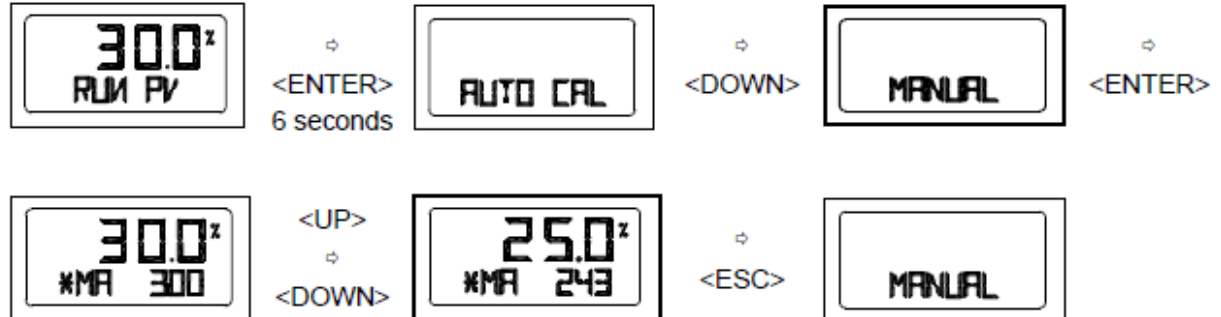 30.0%
RUN PV
⇨
<ENTER>
6 seconds
AUTO CAL
⇨
<DOWN>
MANUAL
⇨
<ENTER>
30.0%
*MA 300
<UP>
⇨
<DOWN>
25.0%
*MA 243
⇨
<ESC>
MANUAL